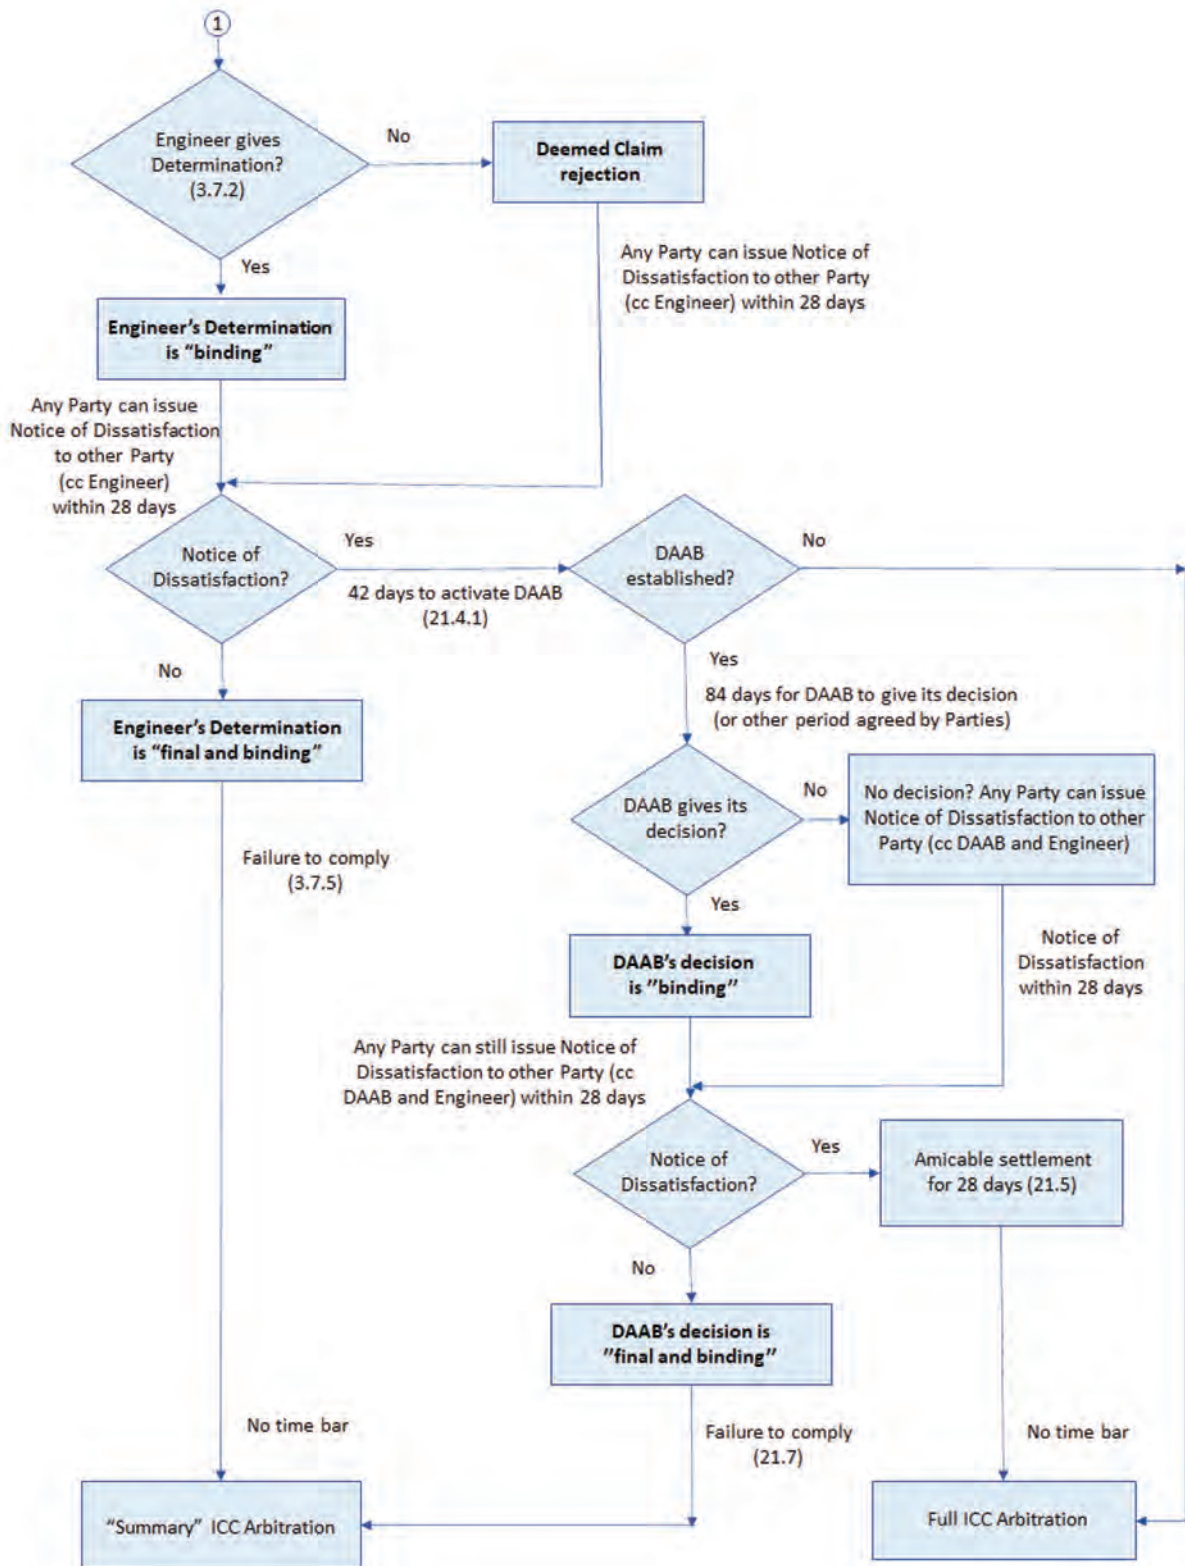 1
Engineer gives
Determination?
(3.7.2)
No
Deemed Claim
rejection
Yes
Any Party can issue Notice of
Dissatisfaction to other Party
(cc Engineer) within 28 days
Engineer's Determination
is “binding”
Any Party can issue
Notice of Dissatisfaction
to other Party
(cc Engineer)
within 28 days
Notice of
Dissatisfaction?
Yes
42 days to activate DAAB
(21.4.1)
DAAB
established?
No
No
Yes
84 days for DAAB to give its decision
(or other period agreed by Parties)
Engineer's Determination
is “final and binding”
DAAB gives its
decision?
No
No decision? Any Party can issue
Notice of Dissatisfaction to other
Party (cc DAAB and Engineer)
Failure to comply
(3.7.5)
Yes
DAAB's decision
is ”binding”
Notice of
Dissatisfaction
within 28 days
Any Party can still issue Notice of
Dissatisfaction to other Party (cc
DAAB and Engineer) within 28 days
Notice of
Dissatisfaction?
Yes
Amicable settlement
for 28 days (21.5)
No
DAAB's decision is
”final and binding”
No time bar
Failure to comply
(21.7)
No time bar
“Summary” ICC Arbitration
Full ICC Arbitration